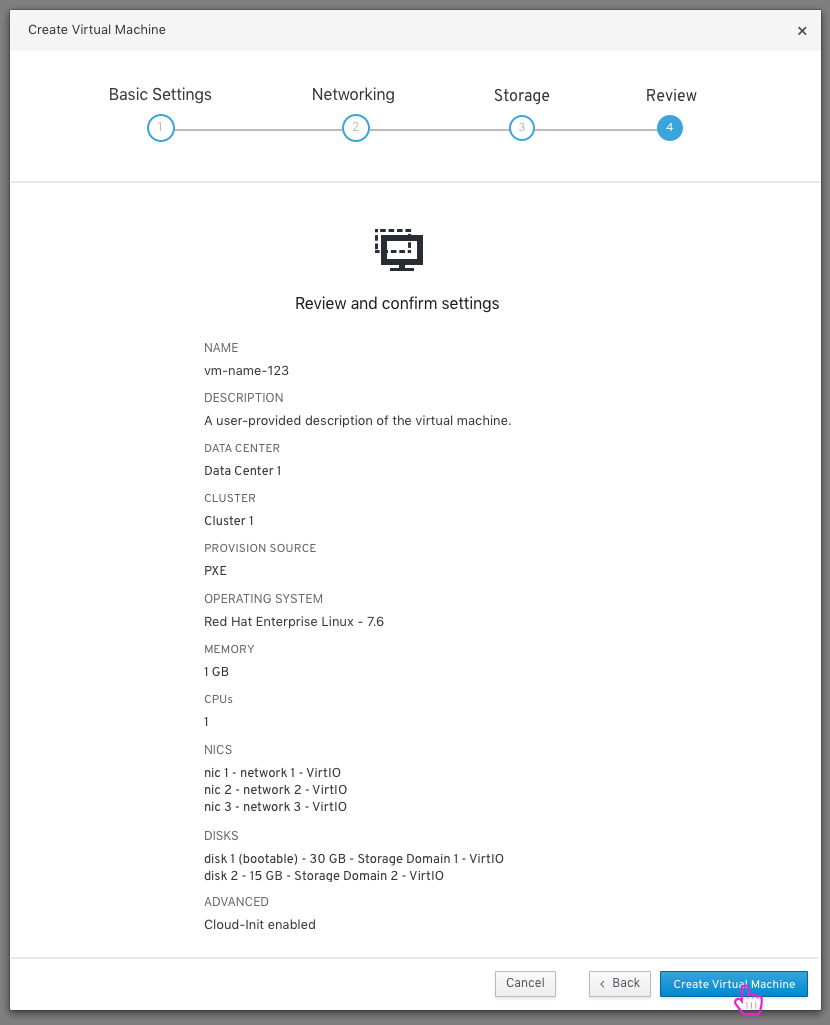 Create Virtual Machine ×
Basic Settings Networking Storage Review
1 2 3 4
Review and confirm settings
NAME
vm-name-123
DESCRIPTION
A user-provided description of the virtual machine.
DATA CENTER
Data Center 1
CLUSTER
Cluster 1
PROVISION SOURCE
PXE
OPERATING SYSTEM
Red Hat Enterprise Linux - 7.6
MEMORY
1 GB
CPUs
1
NICS
nic 1 - network 1 - VirtIO
nic 2 - network 2 - VirtIO
nic 3 - network 3 - VirtIO
DISKS
disk 1 (bootable) - 30 GB - Storage Domain 1 - VirtIO
disk 2 - 15 GB - Storage Domain 2 - VirtIO
ADVANCED
Cloud-Init enabled
Cancel ‹ Back Create Virtual Machine